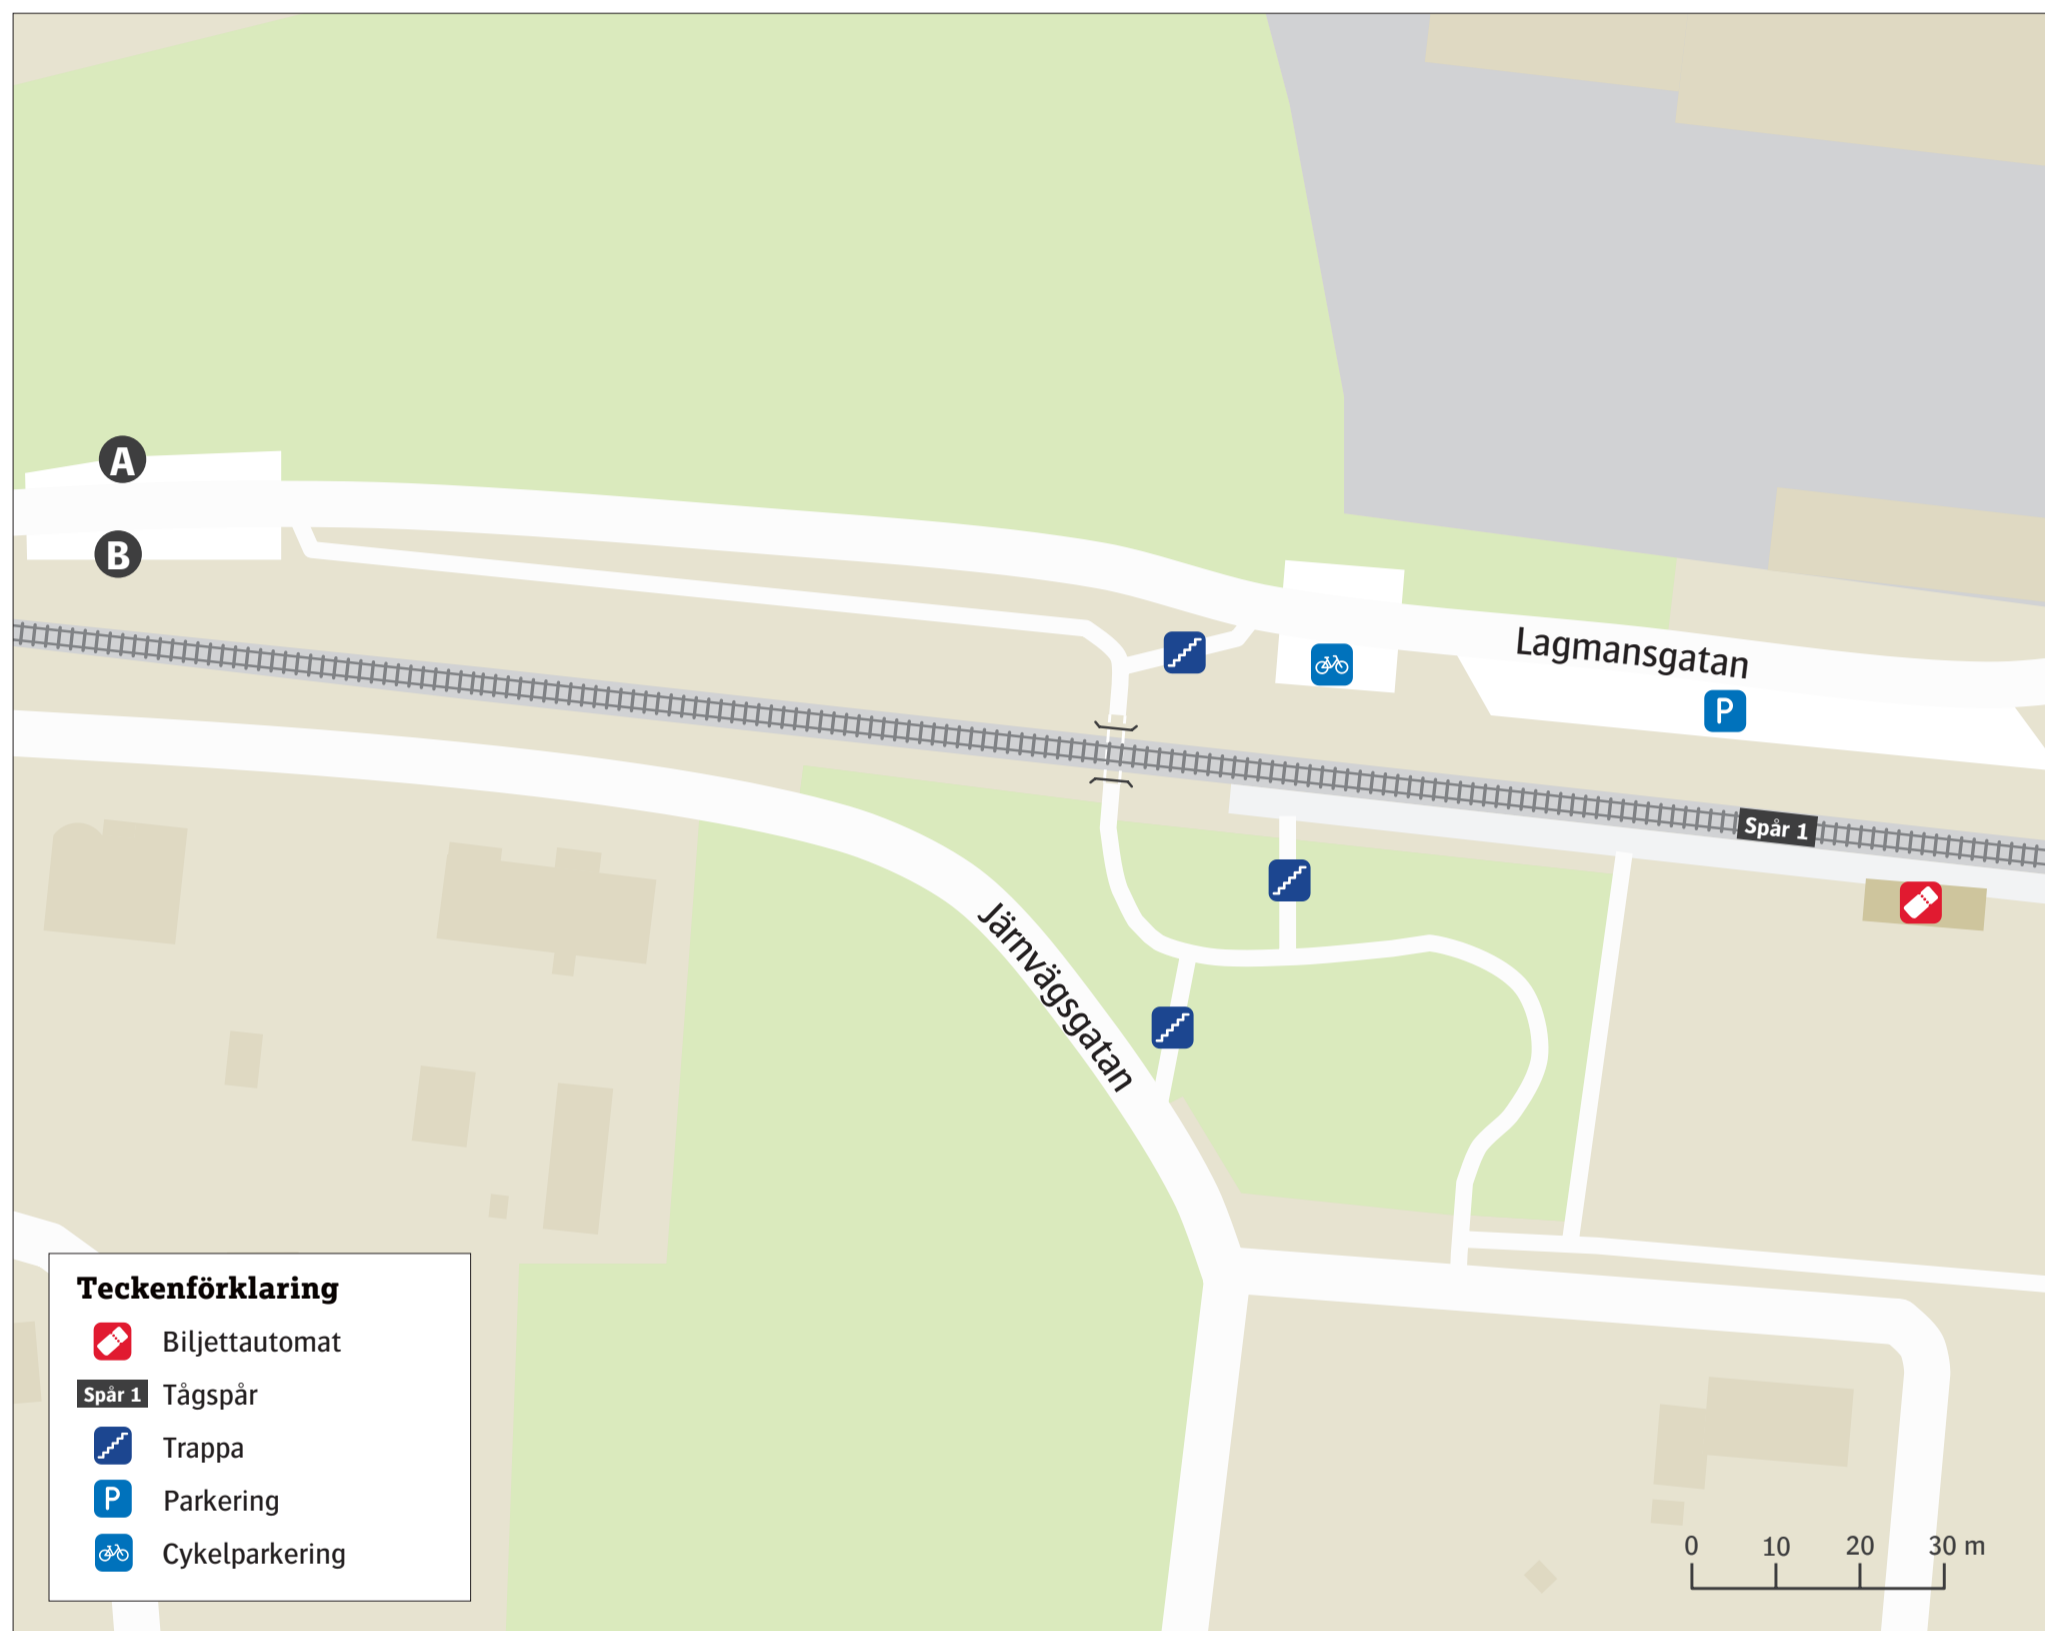 A
B
Lagmansgatan
P
Spår 1
Järnvägsgatan
Teckenförklaring
Biljettautomat
Spår 1 Tågspår
Trappa
P Parkering
Cykelparkering
0 10 20 30 m